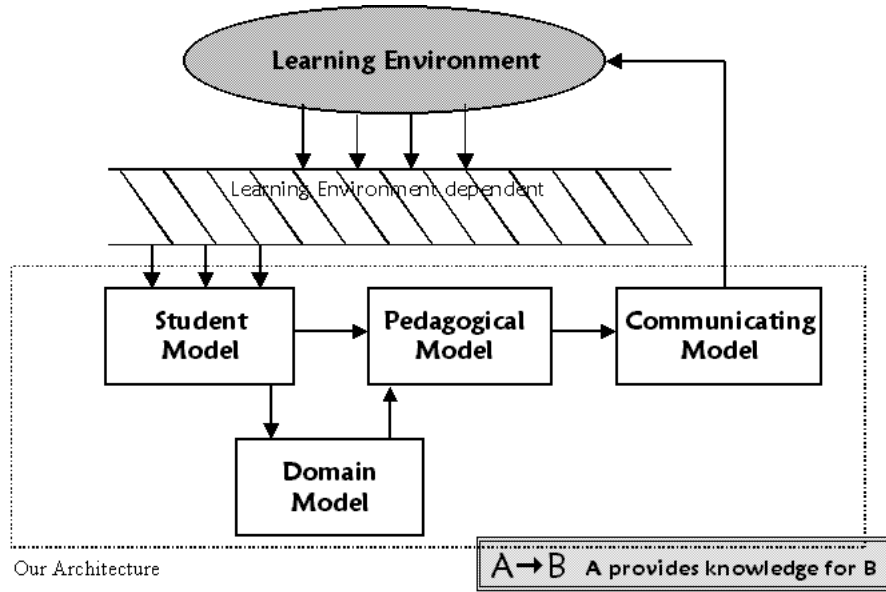 Learning Environment
Learning Environment dependent
Student
Model
Pedagogical
Model
Communicating
Model
Domain
Model
Our Architecture
A→B A provides knowledge for B